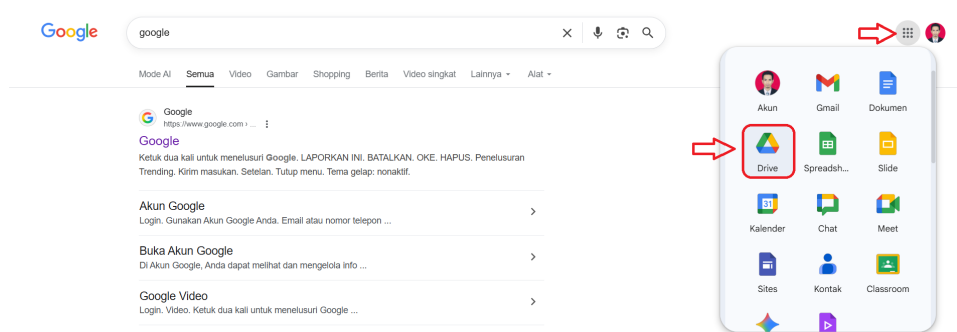 Google
google
Mode AI Semua Video Gambar Shopping Berita Video singkat Lainnya Alat
Google
https://www.google.com › ...
Google
Ketuk dua kali untuk menelusuri Google. LAPORKAN INI. BATALKAN. OKE. HAPUS. Penelusuran
Trending. Kirim masukan. Setelan. Tutup menu. Tema gelap: nonaktif.
Akun Google
Login. Gunakan Akun Google Anda. Email atau nomor telepon ...
Buka Akun Google
Di Akun Google, Anda dapat melihat dan mengelola info ...
Google Video
Login. Video. Ketuk dua kali untuk menelusuri Google ...
Akun Gmail Dokumen
Drive Spreadsh... Slide
31
Kalender Chat Meet
Sites Kontak Classroom